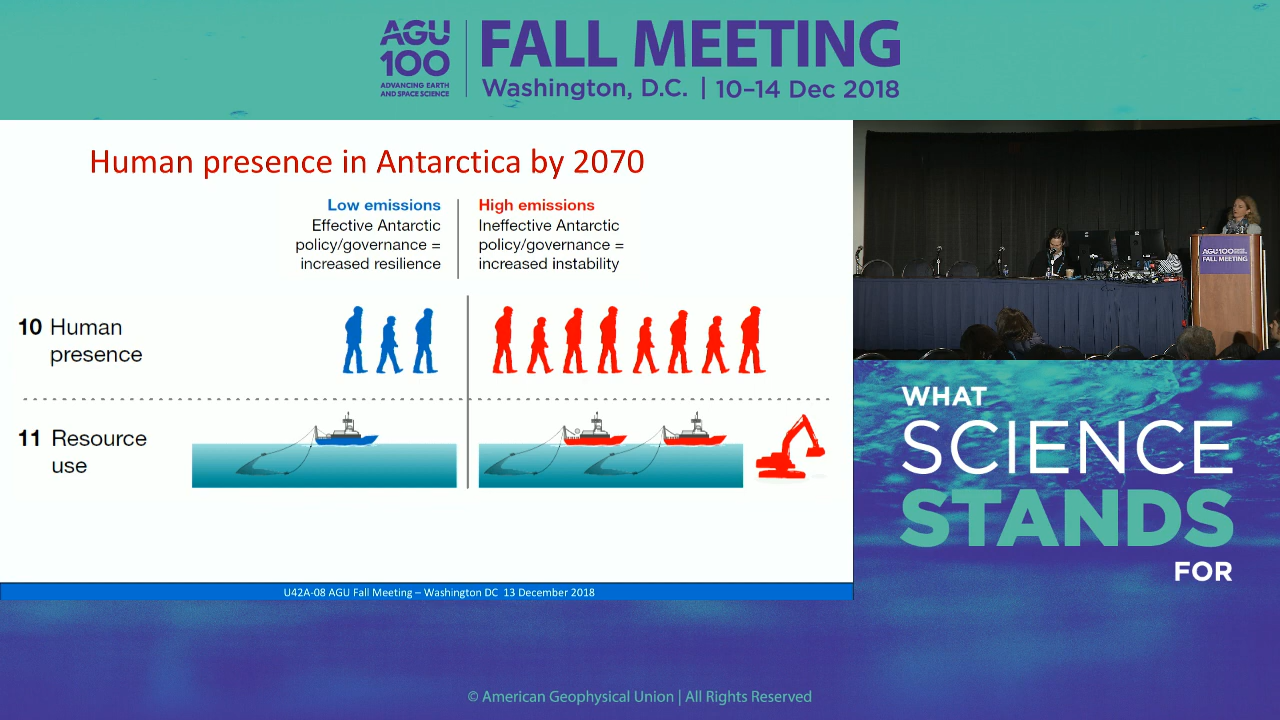 AGU
100
ADVANCING EARTH
AND SPACE SCIENCE
FALL MEETING
Washington, D.C. | 10–14 Dec 2018
Human presence in Antarctica by 2070
Low emissions
Effective Antarctic
policy/governance =
increased resilience
High emissions
Ineffective Antarctic
policy/governance =
increased instability
10 Human
presence
11 Resource
use
U42A-08 AGU Fall Meeting – Washington DC 13 December 2018
AGU100
FALL MEETING
WHAT
SCIENCE
STANDS
FOR
© American Geophysical Union | All Rights Reserved